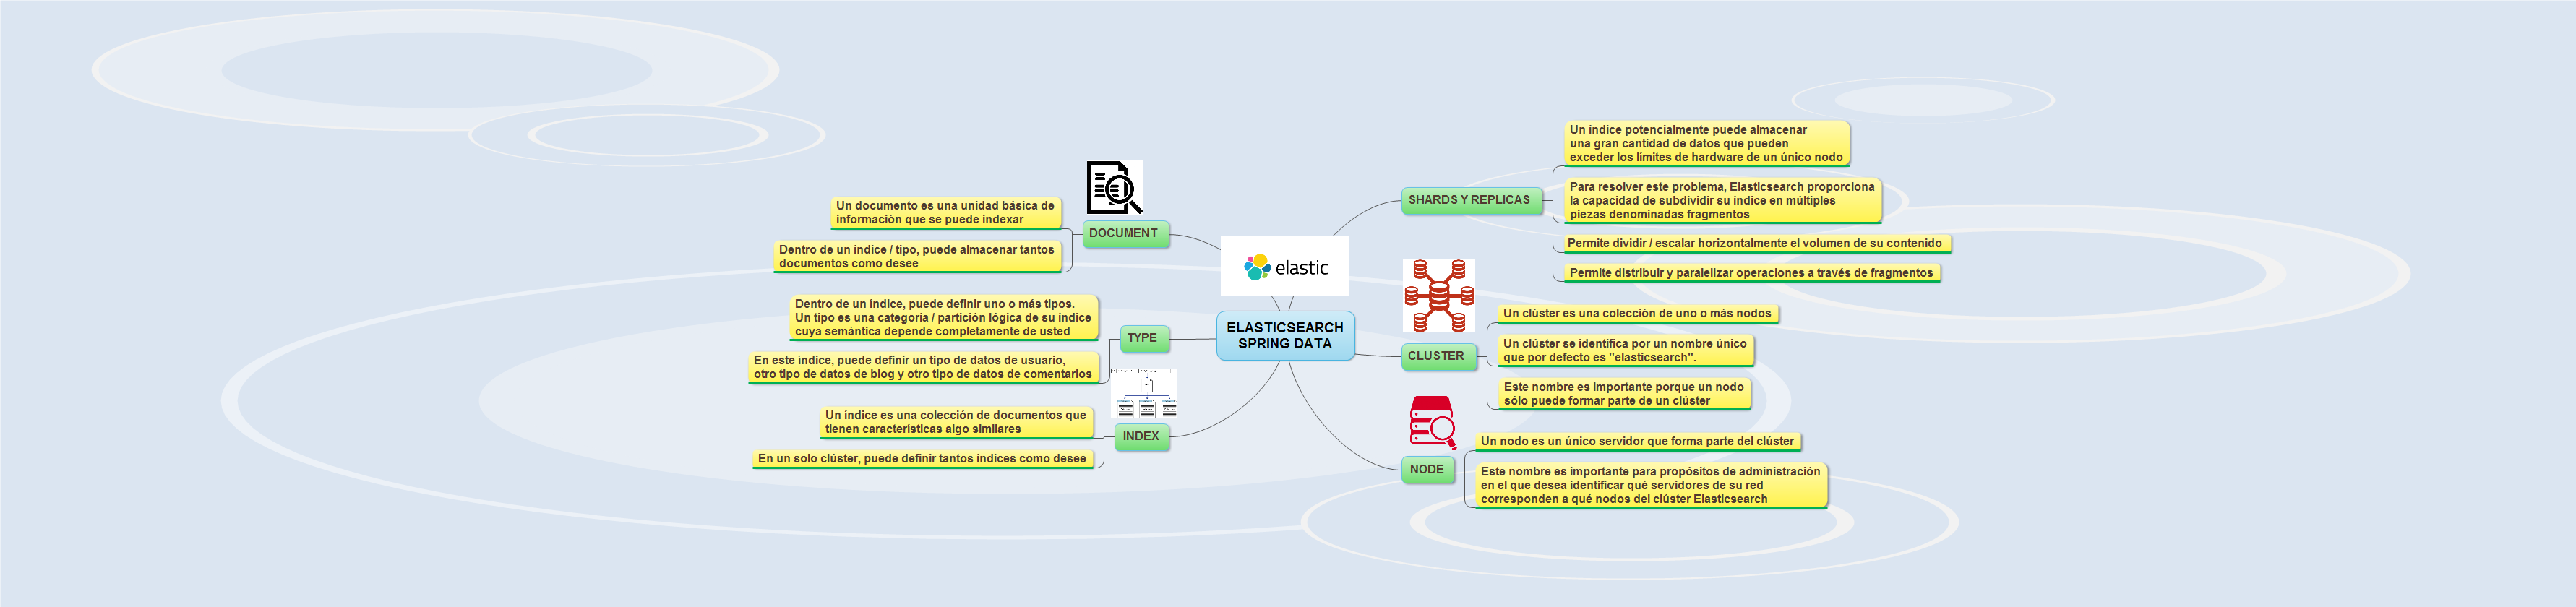 elastic
ELASTICSEARCH
SPRING DATA
DOCUMENT
Un documento es una unidad básica de
información que se puede indexar
Dentro de un indice / tipo, puede almacenar tantos
documentos como desee
TYPE
Dentro de un indice, puede definir uno o más tipos.
Un tipo es una categoria / partición lógica de su indice
cuya semántica depende completamente de usted
En este indice, puede definir un tipo de datos de usuario,
otro tipo de datos de blog y otro tipo de datos de comentarios
INDEX
Un indice es una colección de documentos que
tienen caracteristicas algo similares
En un solo clúster, puede definir tantos indices como desee
SHARDS Y REPLICAS
Un indice potencialmente puede almacenar
una gran cantidad de datos que pueden
exceder los limites de hardware de un único nodo
Para resolver este problema, Elasticsearch proporciona
la capacidad de subdividir su indice en múltiples
piezas denominadas fragmentos
Permite dividir / escalar horizontalmente el volumen de su contenido
Permite distribuir y paralelizar operaciones a través de fragmentos
CLUSTER
Un clúster es una colección de uno o más nodos
Un clúster se identifica por un nombre único
que por defecto es "elasticsearch".
Este nombre es importante porque un nodo
sólo puede formar parte de un clúster
NODE
Un nodo es un único servidor que forma parte del clúster
Este nombre es importante para propósitos de administración
en el que desea identificar qué servidores de su red
corresponden a qué nodos del clúster Elasticsearch